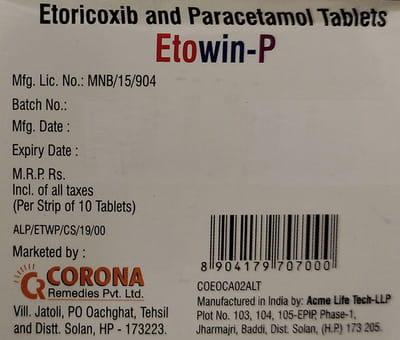 Etoricoxib and Paracetamol Tablets
Etowin-P
Mfg. Lic. No.: MNB/15/904
Batch No.:
Mfg. Date :
Expiry Date :
M.R.P. Rs.
Incl. of all taxes
(Per Strip of 10 Tablets)
ALP/ETWP/CS/19/00
Marketed by :
CR CORONA
Remedies Pvt. Ltd.
Vill. Jatoli, PO Oachghat, Tehsil
and Distt. Solan, HP - 173223.
8 904179 707000
COEOCA02ALT
Manufactured in India by: Acme Life Tech-LLP
Plot No. 103, 104, 105-EPIP, Phase-1,
Jharmajri, Baddi, Dist. Solan, (H.P.) 173 205.